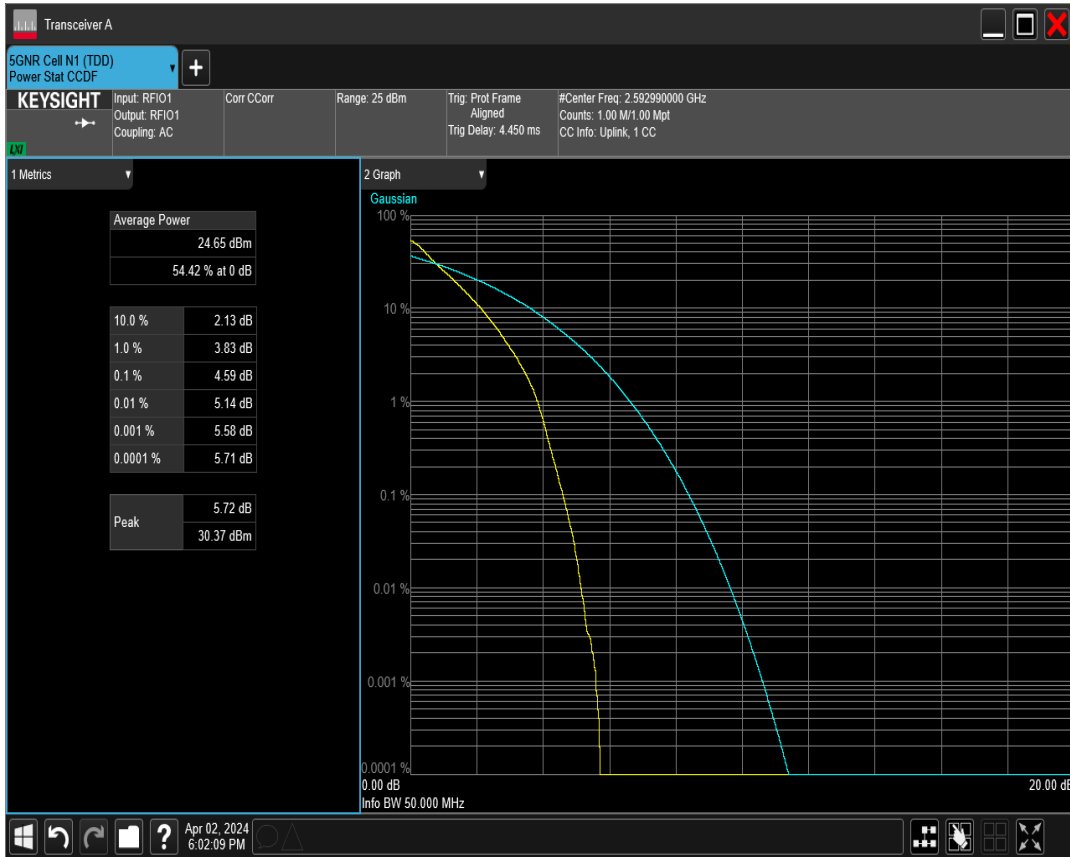 Transceiver A
5GNR Cell N1 (TDD)
Power Stat CCDF
+
KEYSIGHT
LXI
Input: RFIO1
Output: RFIO1
Coupling: AC
Corr CCorr
Range: 25 dBm
Trig: Prot Frame
Aligned
Trig Delay: 4.450 ms
#Center Freq: 2.592990000 GHz
Counts: 1.00 M/1.00 Mpt
CC Info: Uplink, 1 CC
1 Metrics
Average Power
24.65 dBm
54.42 % at 0 dB
10.0 % 2.13 dB
1.0 % 3.83 dB
0.1 % 4.59 dB
0.01 % 5.14 dB
0.001 % 5.58 dB
0.0001 % 5.71 dB
Peak
5.72 dB
30.37 dBm
2 Graph
Gaussian
100 %
10 %
1 %
0.1 %
0.01 %
0.001 %
0.0001 %
0.00 dB 20.00 dB
Info BW 50.000 MHz
?
Apr 02, 2024
6:02:09 PM